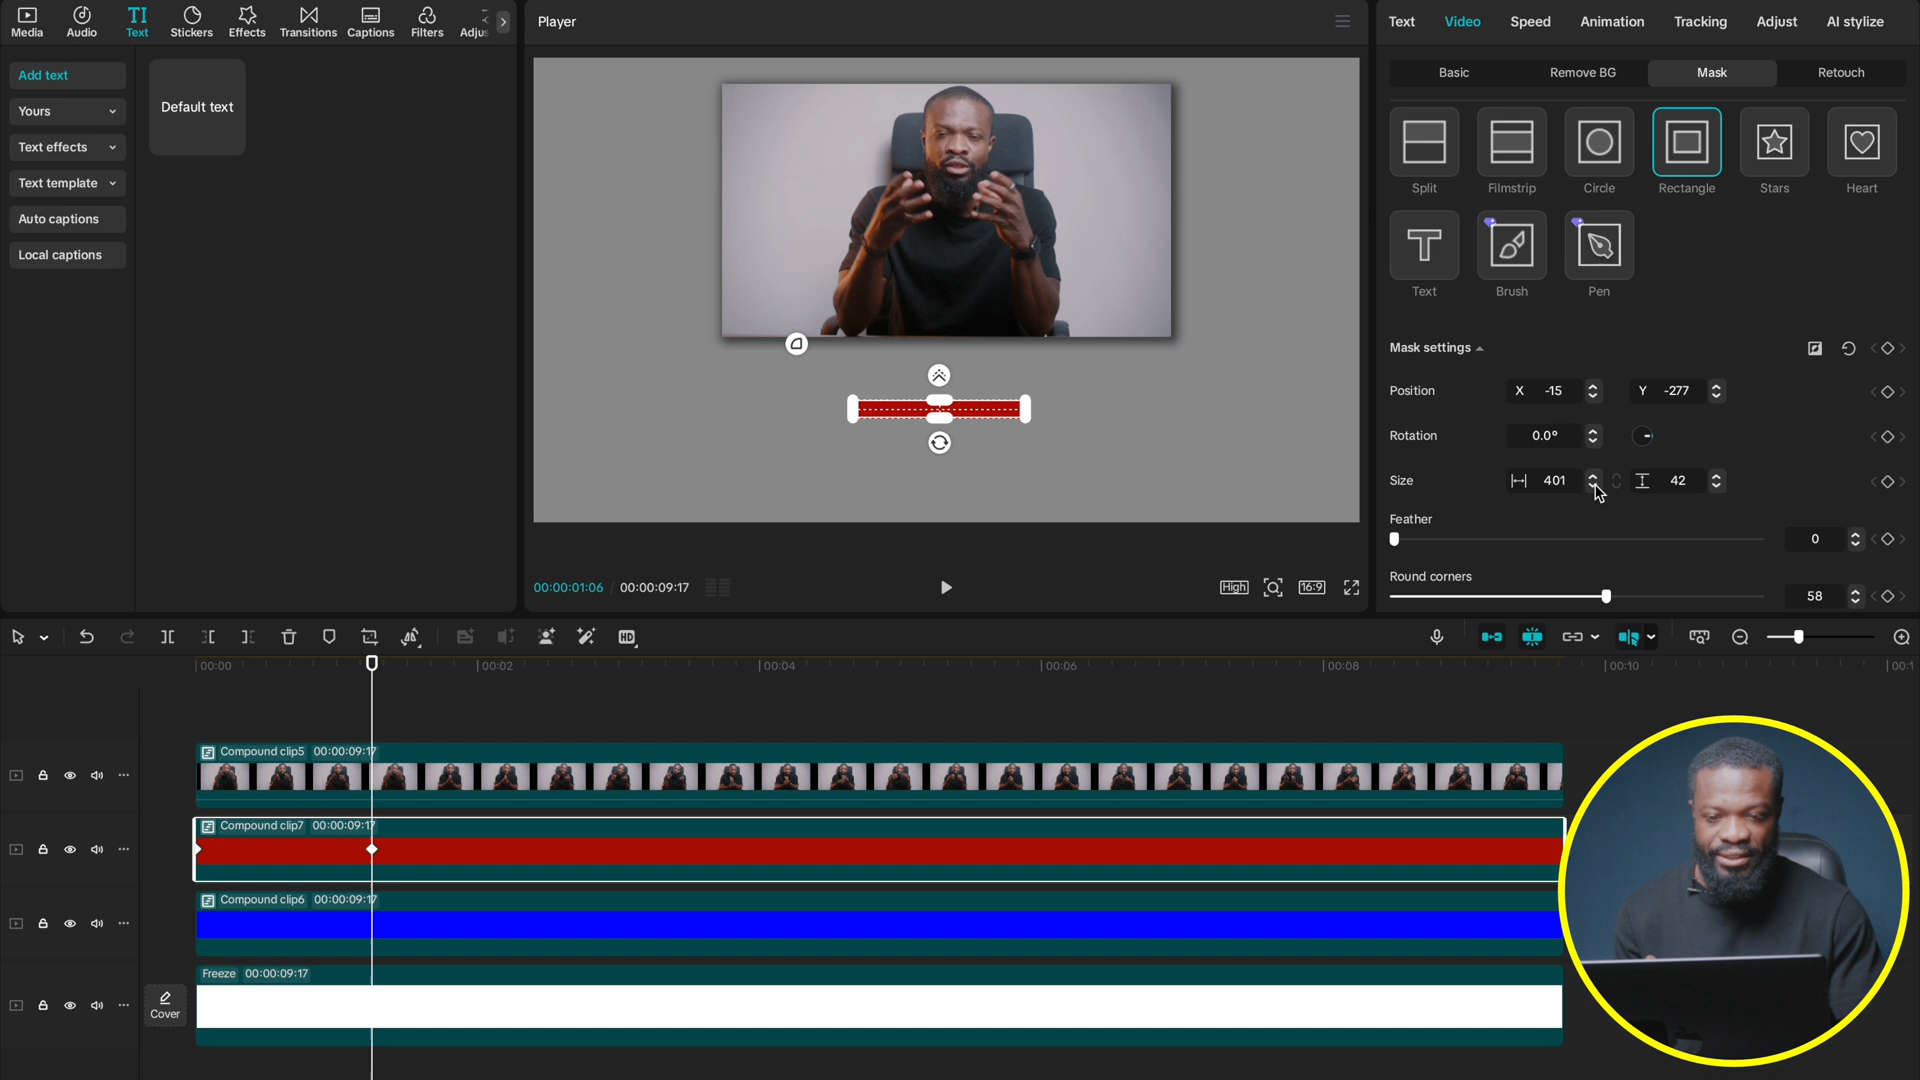 Media
Audio
TI
Text
Stickers
Effects
Transitions
Captions
Filters
Adjus
Player
Text
Video
Speed
Animation
Tracking
Adjust
AI stylize
Add text
Yours
Text effects
Text template
Auto captions
Local captions
Default text
Basic
Remove BG
Mask
Retouch
Split
Filmstrip
Circle
Rectangle
Stars
Heart
Text
Brush
Pen
Mask settings
Position X -15 Y -277
Rotation 0.0°
Size 401 42
Feather
0
Round corners
58
00:00:01:06 / 00:00:09:17
High
16:9
HD
00:00
00:02
00:04
00:06
00:08
00:10
00:1
Compound clip5 00:00:09:17
Compound clip7 00:00:09:17
Compound clip6 00:00:09:17
Freeze 00:00:09:17
Cover